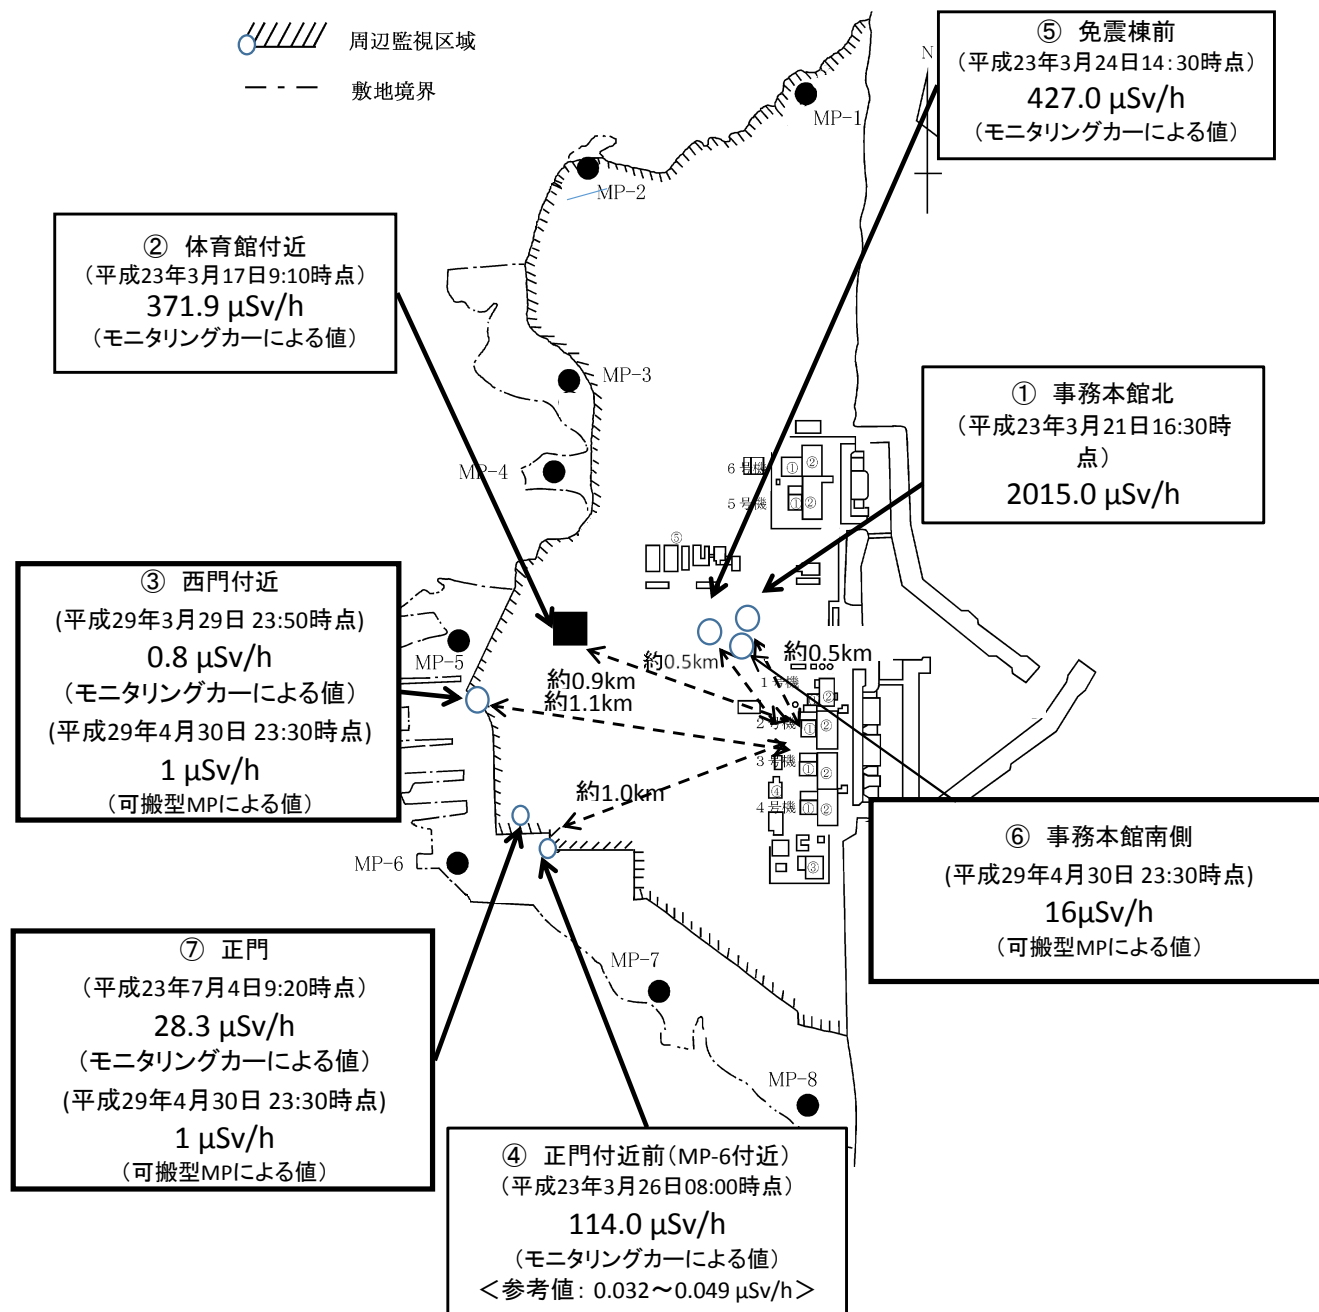 周辺監視区域
敷地境界
⑤ 免震棟前
（平成23年3月24日14:30時点）
427.0 μSv/h
（モニタリングカーによる値）
N
MP-1
MP-2
② 体育館付近
（平成23年3月17日9:10時点）
371.9 μSv/h
（モニタリングカーによる値）
MP-3
MP-4
① 事務本館北
（平成23年3月21日16:30時
点）
2015.0 μSv/h
6号機
①
②
5号機
①
②
⑤
③ 西門付近
(平成29年3月29日 23:50時点)
0.8 μSv/h
（モニタリングカーによる値）
(平成29年4月30日 23:30時点)
1 μSv/h
（可搬型MPによる値）
MP-5
約0.5km
約0.5km
約0.9km
約1.1km
1号機
②
2号機
①
②
3号機
①
②
約1.0km
④
4号機
①
②
③
MP-6
⑥ 事務本館南側
(平成29年4月30日 23:30時点)
16μSv/h
（可搬型MPによる値）
⑦ 正門
（平成23年7月4日9:20時点）
28.3 μSv/h
（モニタリングカーによる値）
(平成29年4月30日 23:30時点)
1 μSv/h
（可搬型MPによる値）
MP-7
MP-8
④ 正門付近前（MP-6付近）
（平成23年3月26日08:00時点）
114.0 μSv/h
（モニタリングカーによる値）
＜参考値：0.032～0.049 μSv/h＞